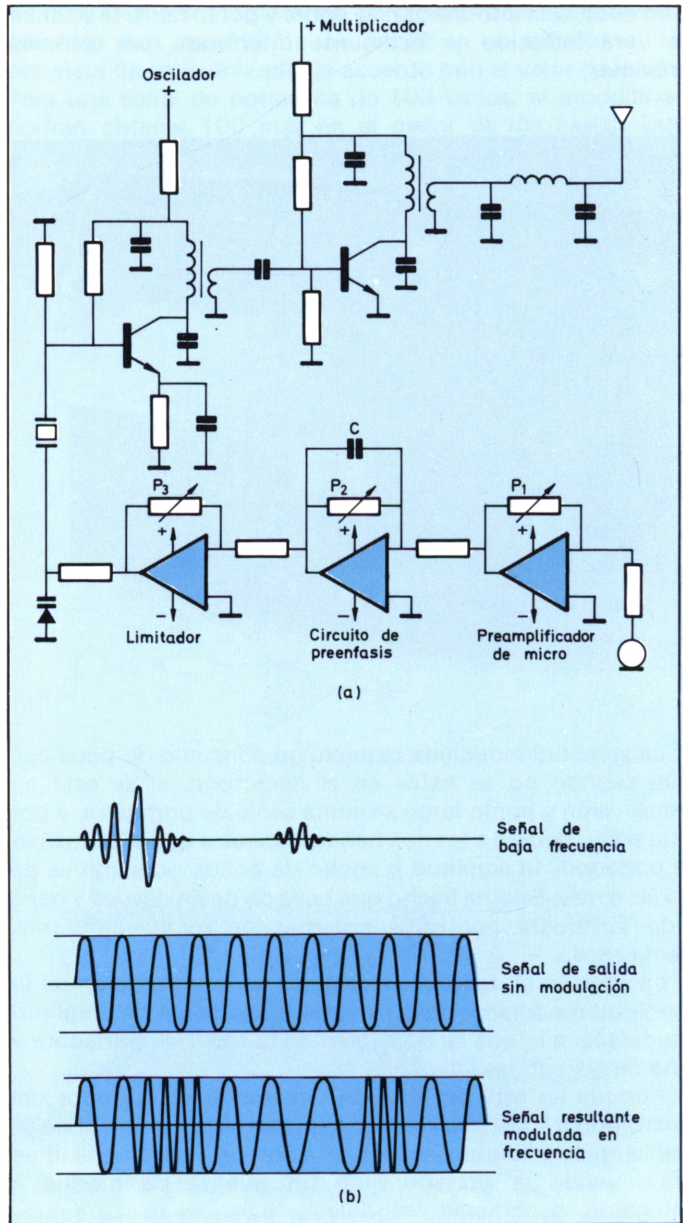 + Multiplicador
Oscilador
+
C
P3
P2
P1
+
+
+
−
−
−
Limitador
Circuito de
preenfasis
Preamplificador
de micro
(a)
Señal de
baja frecuencia
Señal de salida
sin modulación
Señal resultante
modulada en
frecuencia
(b)